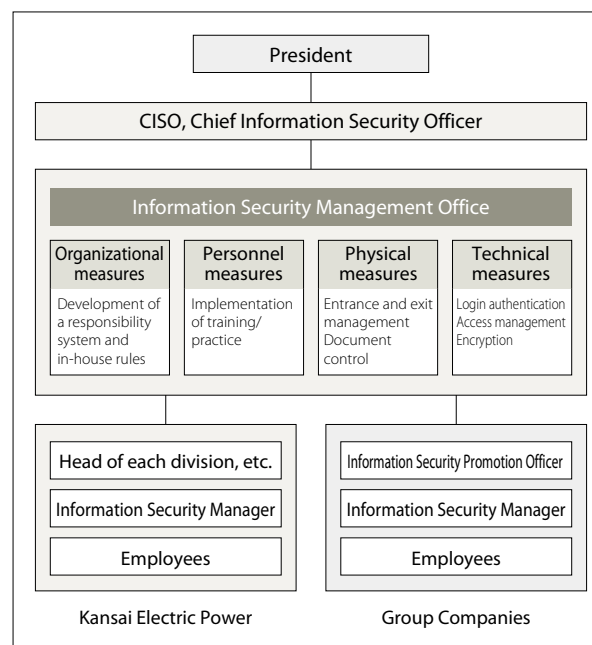 President
CISO, Chief Information Security Officer
Information Security Management Office
Organizational
measures
Development of
a responsibility
system and
in-house rules
Personnel
measures
Implementation
of training/
practice
Physical
measures
Entrance and exit
management
Document
control
Technical
measures
Login authentication
Access management
Encryption
Head of each division, etc.
Information Security Manager
Employees
Kansai Electric Power
Information Security Promotion Officer
Information Security Manager
Employees
Group Companies